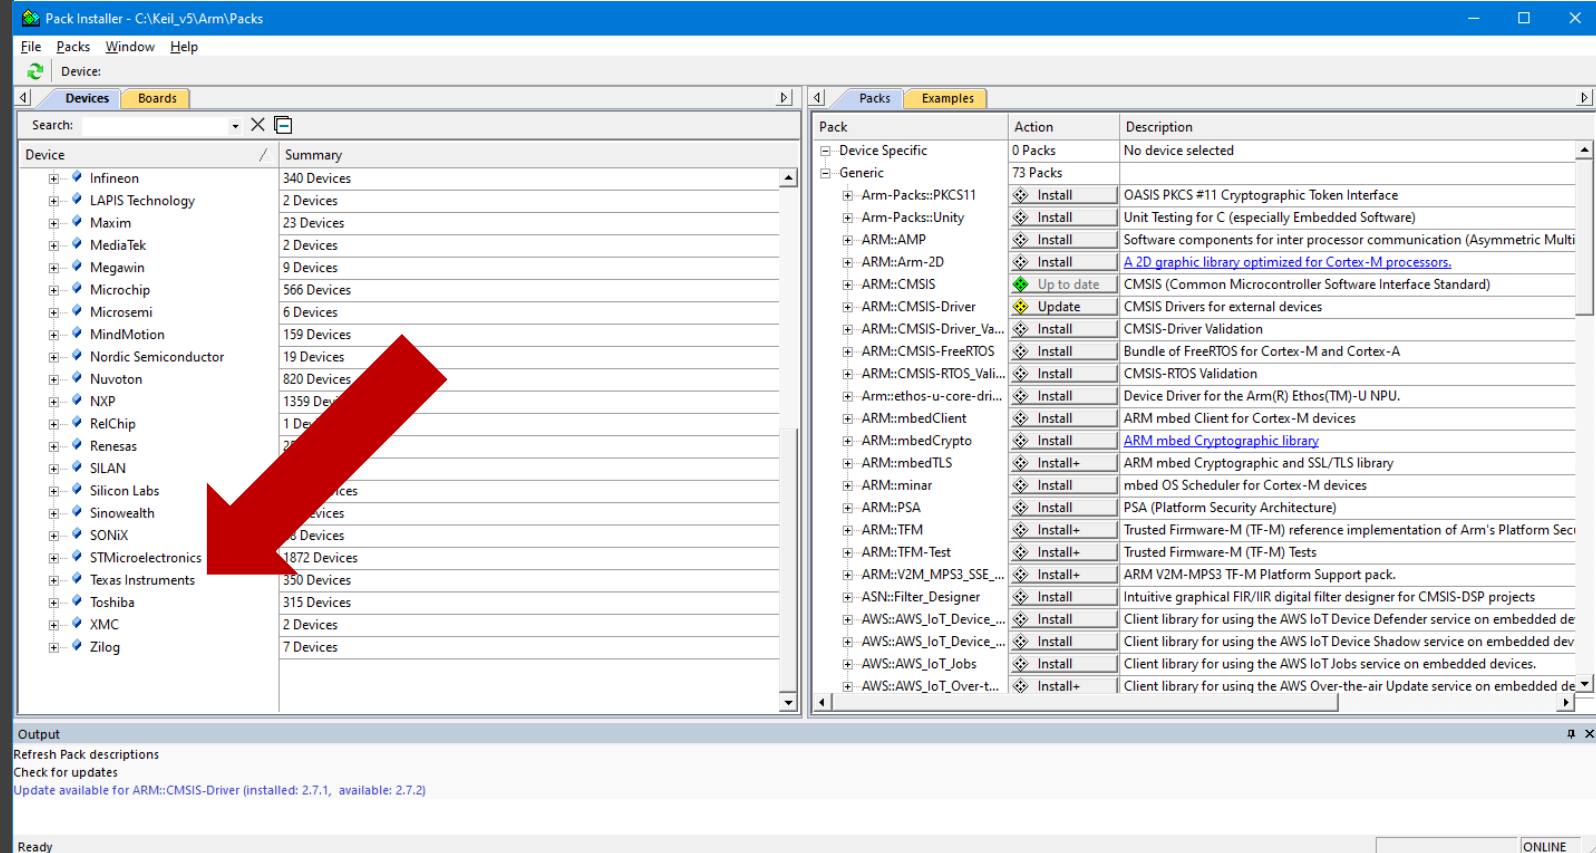 Pack Installer - C:\Keil_v5\Arm\Packs
File Packs Window Help
Device:
Devices Boards
Search:
Device Summary
Infineon 340 Devices
LAPIS Technology 2 Devices
Maxim 23 Devices
MediaTek 2 Devices
Megawin 9 Devices
Microchip 566 Devices
Microsemi 6 Devices
MindMotion 159 Devices
Nordic Semiconductor 19 Devices
Nuvoton 820 Devices
NXP 1359
RelChip 1
Renesas
SILAN
Silicon Labs
Sinowealth
SONiX Devices
STMicroelectronics 1872 Devices
Texas Instruments 350 Devices
Toshiba 315 Devices
XMC 2 Devices
Zilog 7 Devices
Packs Examples
Pack Action Description
Device Specific 0 Packs No device selected
Generic 73 Packs
Arm-Packs::PKCS11 Install OASIS PKCS #11 Cryptographic Token Interface
Arm-Packs::Unity Install Unit Testing for C (especially Embedded Software)
ARM::AMP Install Software components for inter processor communication (Asymmetric Multi
ARM::Arm-2D Install A 2D graphic library optimized for Cortex-M processors.
ARM::CMSIS Up to date CMSIS (Common Microcontroller Software Interface Standard)
ARM::CMSIS-Driver Update CMSIS Drivers for external devices
ARM::CMSIS-Driver_Va... Install CMSIS-Driver Validation
ARM::CMSIS-FreeRTOS Install Bundle of FreeRTOS for Cortex-M and Cortex-A
ARM::CMSIS-RTOS_Vali... Install CMSIS-RTOS Validation
Arm::ethos-u-core-dri... Install Device Driver for the Arm(R) Ethos(TM)-U NPU.
ARM::mbedClient Install ARM mbed Client for Cortex-M devices
ARM::mbedCrypto Install ARM mbed Cryptographic library
ARM::mbedTLS Install+ ARM mbed Cryptographic and SSL/TLS library
ARM::minar Install mbed OS Scheduler for Cortex-M devices
ARM::PSA Install PSA (Platform Security Architecture)
ARM::TFM Install+ Trusted Firmware-M (TF-M) reference implementation of Arm's Platform Sec
ARM::TFM-Test Install+ Trusted Firmware-M (TF-M) Tests
ARM::V2M_MPS3_SSE_... Install+ ARM V2M-MPS3 TF-M Platform Support pack.
ASN::Filter_Designer Install Intuitive graphical FIR/IIR digital filter designer for CMSIS-DSP projects
AWS::AWS_IoT_Device_... Install Client library for using the AWS IoT Device Defender service on embedded de
AWS::AWS_IoT_Device_... Install Client library for using the AWS IoT Device Shadow service on embedded dev
AWS::AWS_IoT_Jobs Install Client library for using the AWS IoT Jobs service on embedded devices.
AWS::AWS_IoT_Over-t... Install+ Client library for using the AWS Over-the-air Update service on embedded de
Output
Refresh Pack descriptions
Check for updates
Update available for ARM::CMSIS-Driver (installed: 2.7.1, available: 2.7.2)
Ready ONLINE